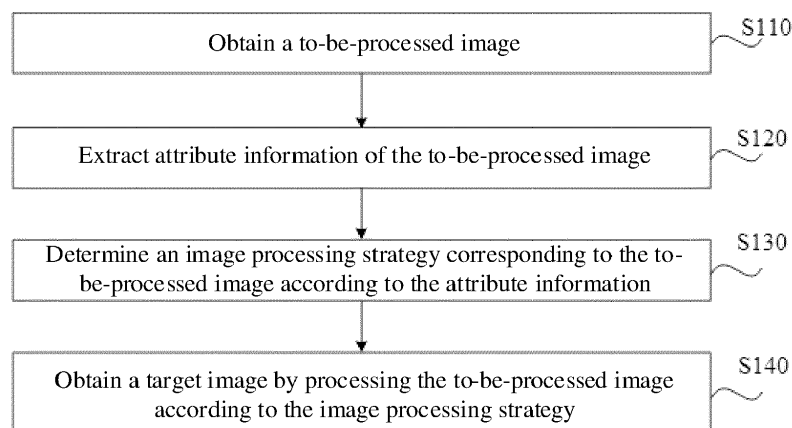 S110
Obtain a to-be-processed image
S120
Extract attribute information of the to-be-processed image
S130
Determine an image processing strategy corresponding to the to-
be-processed image according to the attribute information
S140
Obtain a target image by processing the to-be-processed image
according to the image processing strategy